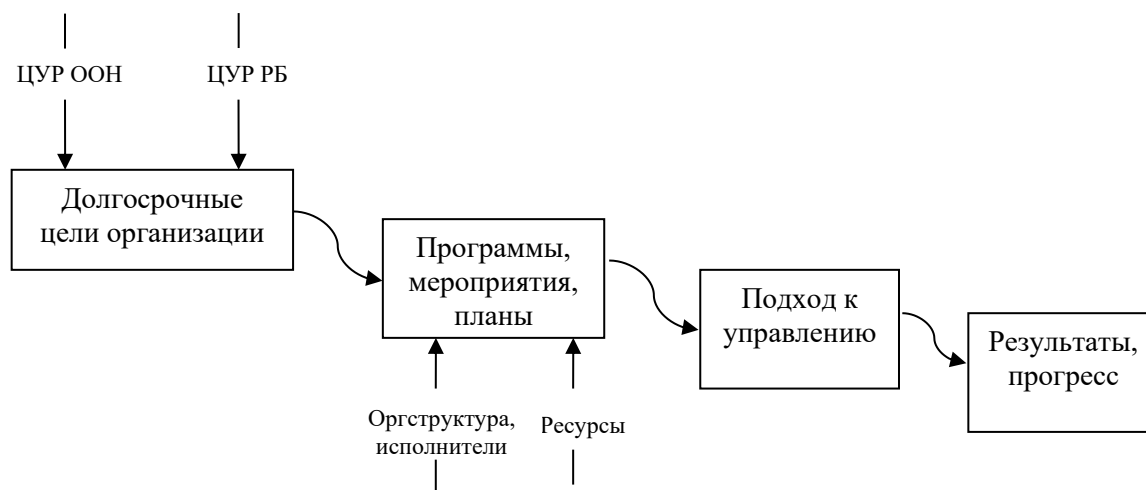 ЦУР ООН
ЦУР РБ
Долгосрочные
цели организации
Программы,
мероприятия,
планы
Подход к
управлению
Результаты,
прогресс
Оргструктура,
исполнители
Ресурсы